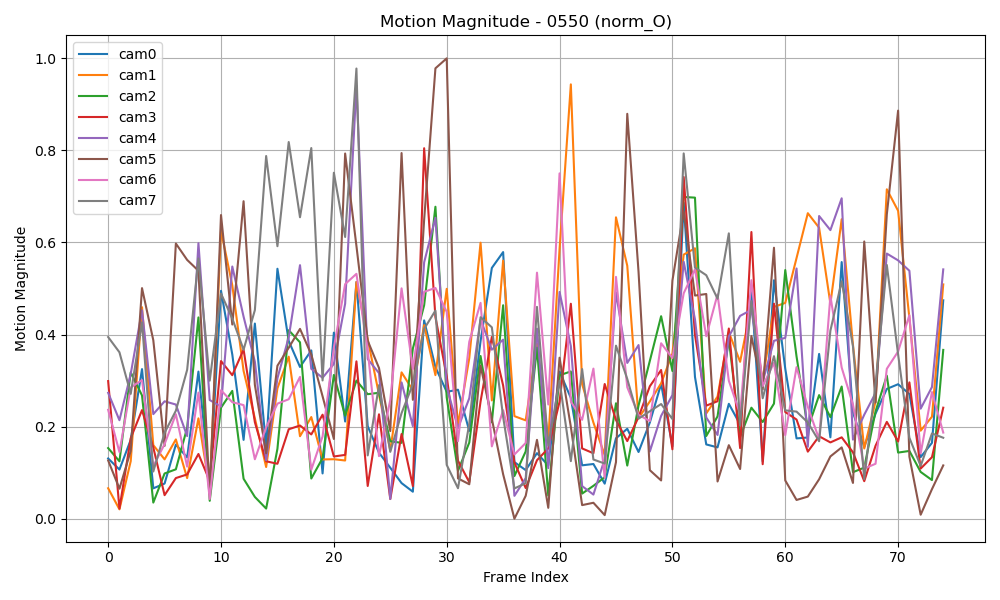 Motion Magnitude - 0550 (norm_O)
Motion Magnitude
1.0
0.8
0.6
0.4
0.2
0.0
cam0
cam1
cam2
cam3
cam4
cam5
cam6
cam7
0 10 20 30 40 50 60 70
Frame Index